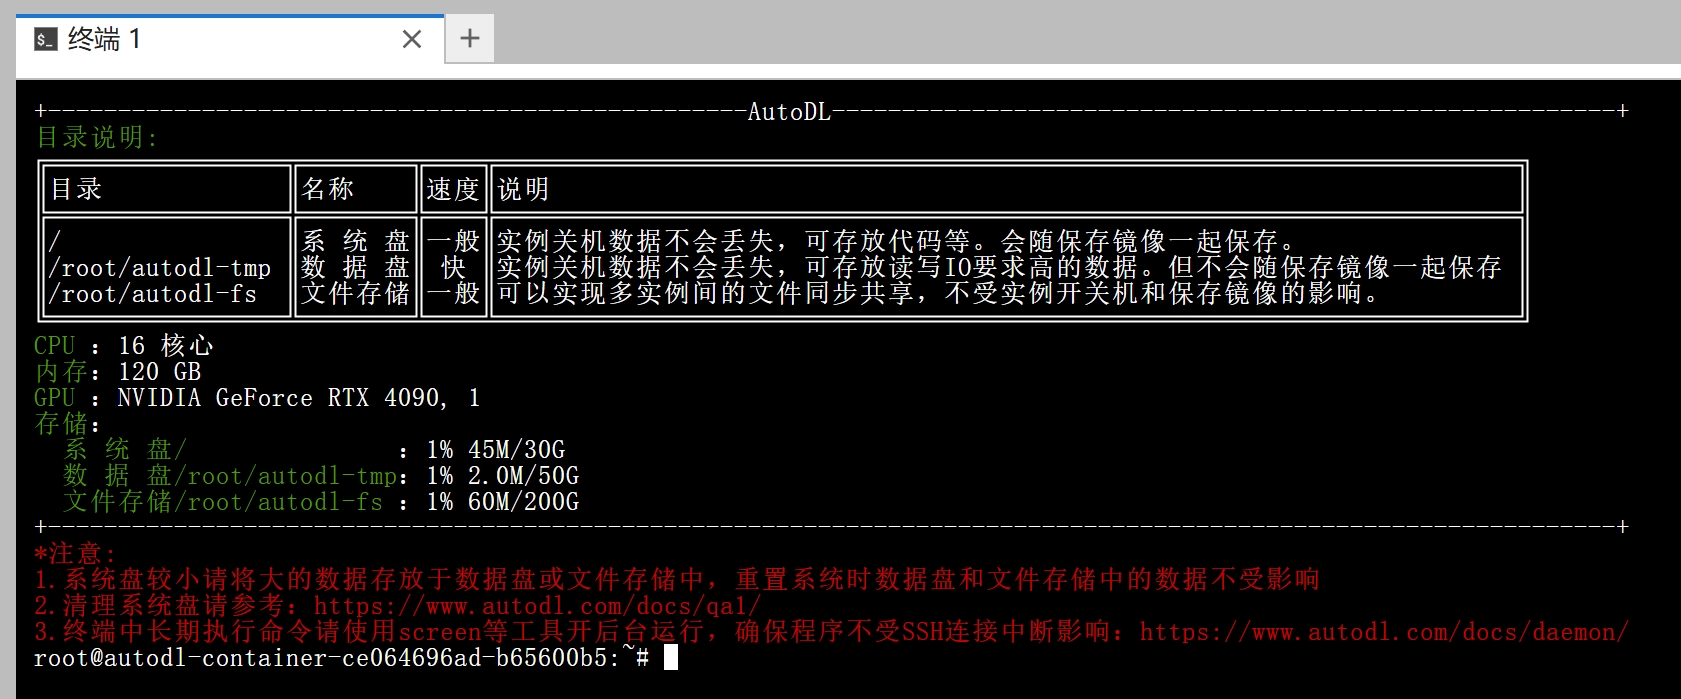 终端 1
+--------------------------------------------------AutoDL--------------------------------------------------------+
目录说明:
目录 名称 速度 说明
/ 系 统 盘 一般 实例关机数据不会丢失，可存放代码等。会随保存镜像一起保存。
/root/autodl-tmp 数 据 盘 快 实例关机数据不会丢失，可存放读写IO要求高的数据。但不会随保存镜像一起保存
/root/autodl-fs 文件存储 一般 可以实现多实例间的文件同步共享，不受实例开关机和保存镜像的影响。
CPU ：16 核心
内存：120 GB
GPU ：NVIDIA GeForce RTX 4090, 1
存储：
系 统 盘/ ：1% 45M/30G
数 据 盘/root/autodl-tmp：1% 2.0M/50G
文件存储/root/autodl-fs ：1% 60M/200G
+----------------------------------------------------------------------------------------------------------------+
*注意:
1.系统盘较小请将大的数据存放于数据盘或文件存储中，重置系统时数据盘和文件存储中的数据不受影响
2.清理系统盘请参考：https://www.autodl.com/docs/qa1/
3.终端中长期执行命令请使用screen等工具开后台运行，确保程序不受SSH连接中断影响：https://www.autodl.com/docs/daemon/
root@autodl-container-ce064696ad-b65600b5:~#